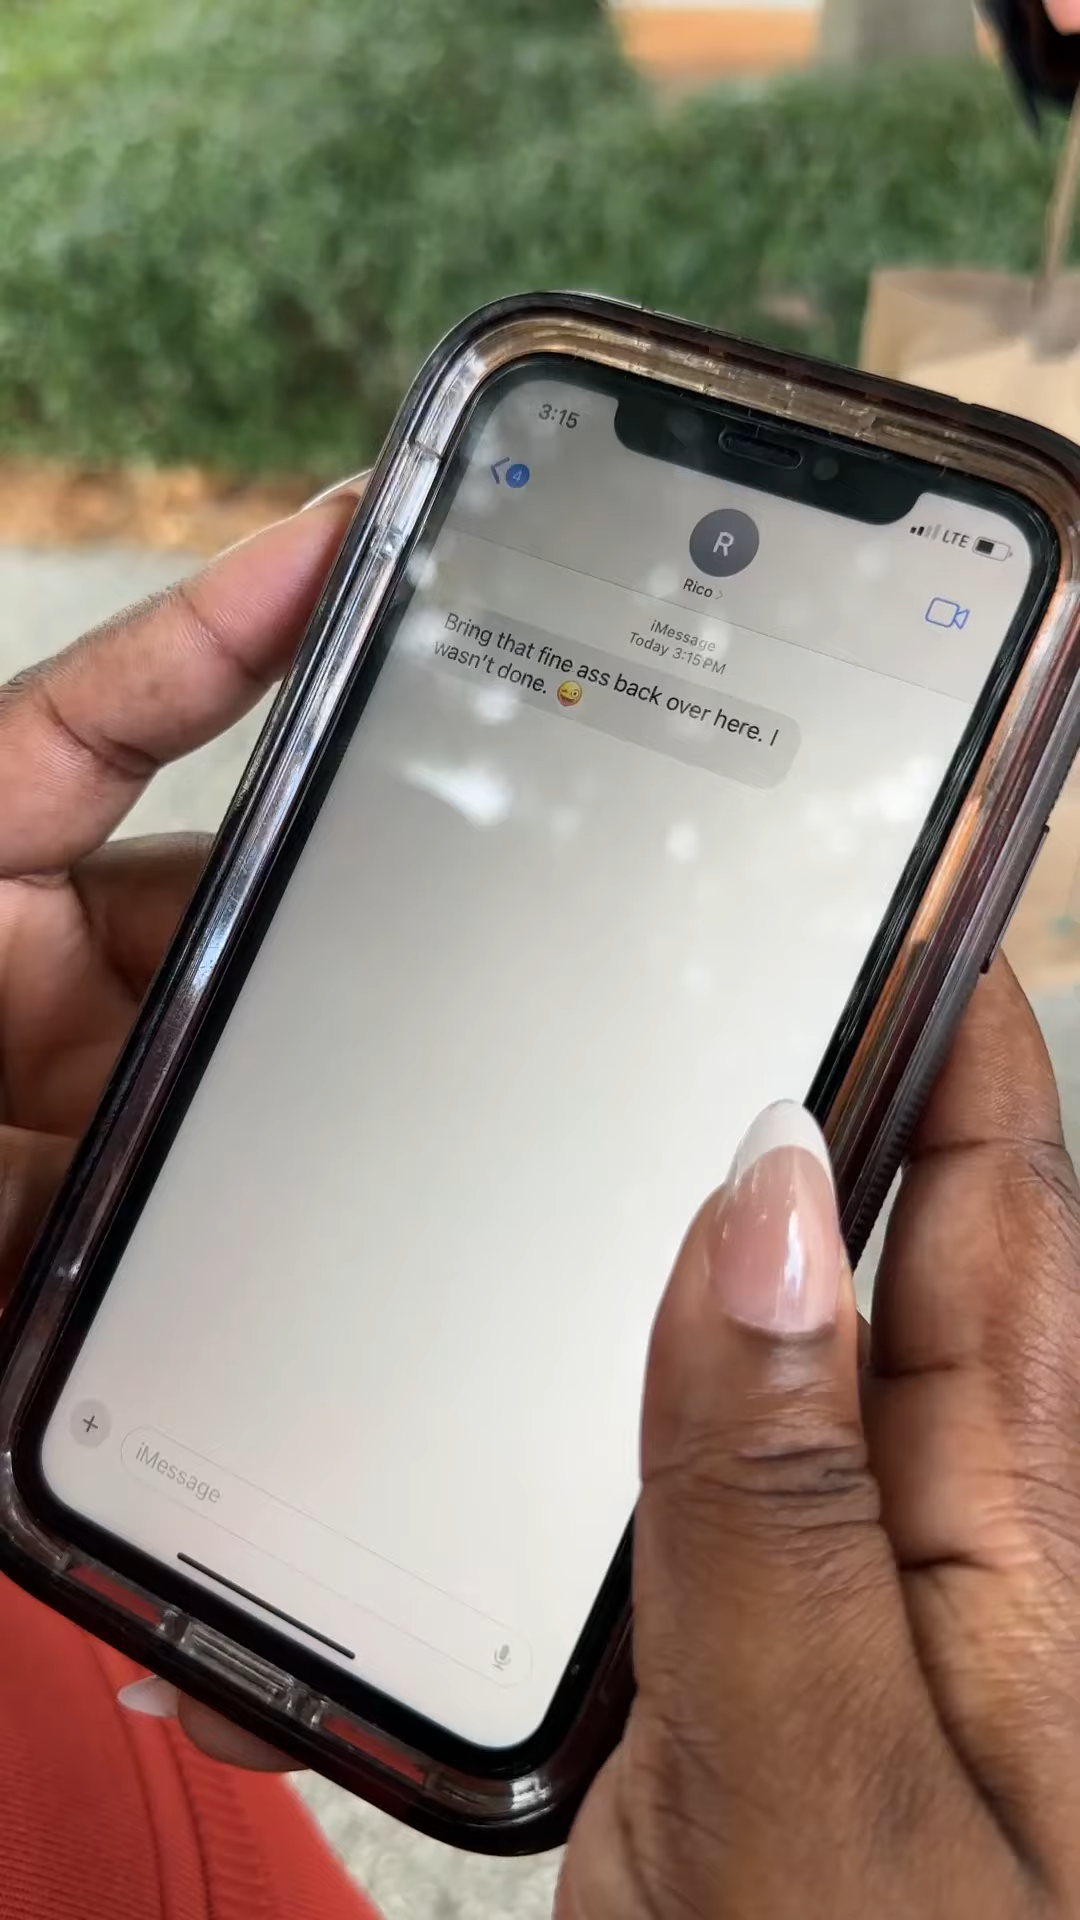 3:15
4
LTE
R
Rico
iMessage
Today 3:15 PM
Bring that fine ass back over here. I
wasn't done. 😜
iMessage